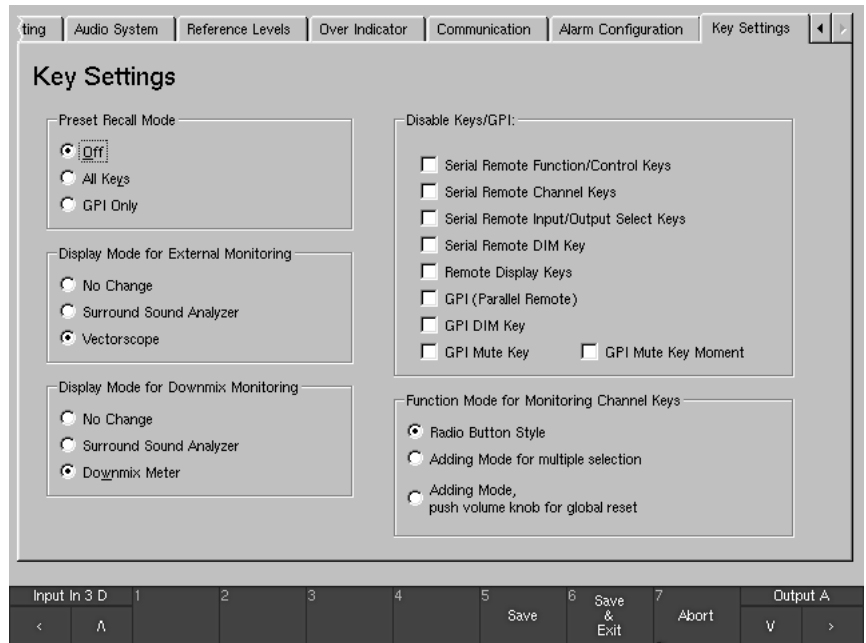 ting Audio System Reference Levels Over Indicator Communication Alarm Configuration Key Settings
Key Settings
Preset Recall Mode
Off
All Keys
GPI Only
Display Mode for External Monitoring
No Change
Surround Sound Analyzer
Vectorscope
Display Mode for Downmix Monitoring
No Change
Surround Sound Analyzer
Downmix Meter
Disable Keys/GPI:
Serial Remote Function/Control Keys
Serial Remote Channel Keys
Serial Remote Input/Output Select Keys
Serial Remote DIM Key
Remote Display Keys
GPI (Parallel Remote)
GPI DIM Key
GPI Mute Key GPI Mute Key Moment
Function Mode for Monitoring Channel Keys
Radio Button Style
Adding Mode for multiple selection
Adding Mode,
push volume knob for global reset
Input In 3 D 1 2 3 4 5 6 7 Output A
< Λ Save Save & Exit Abort V >